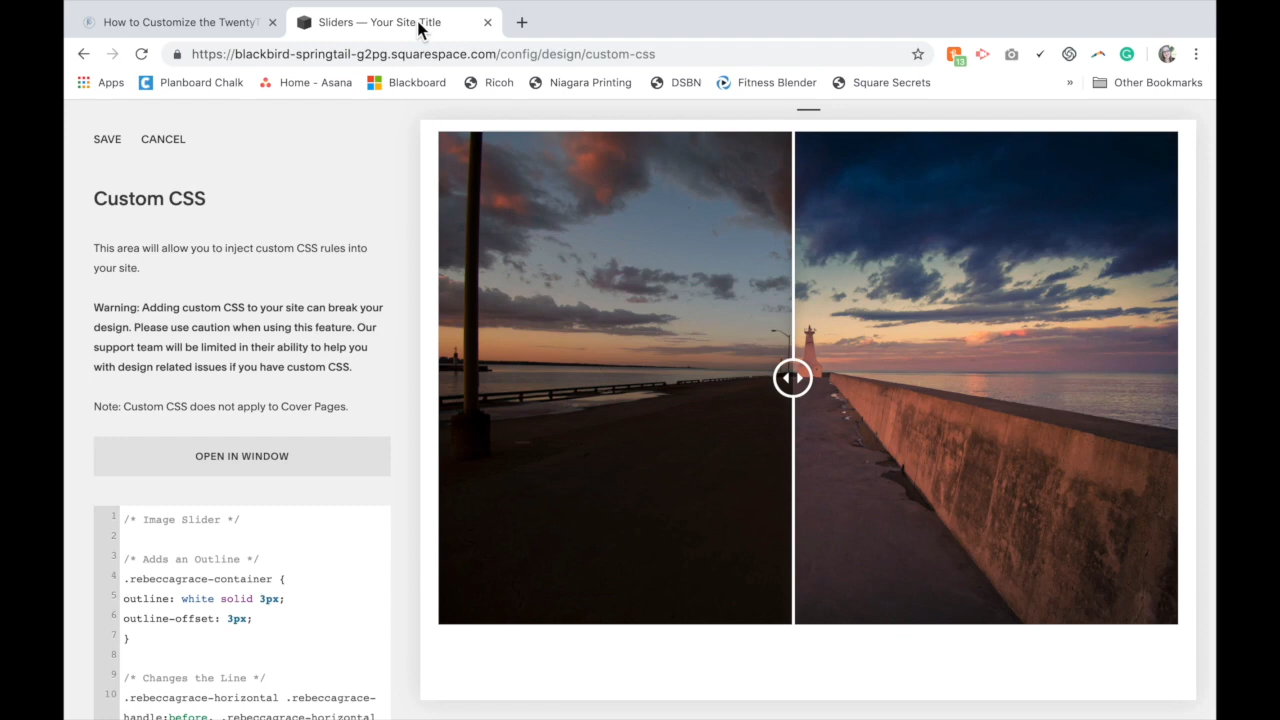 How to Customize the TwentyT
Sliders — Your Site Title
https://blackbird-springtail-g2pg.squarespace.com/config/design/custom-css
13
Apps
Planboard Chalk
Home - Asana
Blackboard
Ricoh
Niagara Printing
DSBN
Fitness Blender
Square Secrets
»
Other Bookmarks
SAVE
CANCEL
Custom CSS
This area will allow you to inject custom CSS rules into
your site.
Warning: Adding custom CSS to your site can break your
design. Please use caution when using this feature. Our
support team will be limited in their ability to help you
with design related issues if you have custom CSS.
Note: Custom CSS does not apply to Cover Pages.
OPEN IN WINDOW
1 /* Image Slider */
2
3 /* Adds an Outline */
4 .rebeccagrace-container {
5 outline: white solid 3px;
6 outline-offset: 3px;
7 }
8
9 /* Changes the Line */
10 .rebeccagrace-horizontal .rebeccagrace-
handle:before, .rebeccagrace-horizontal